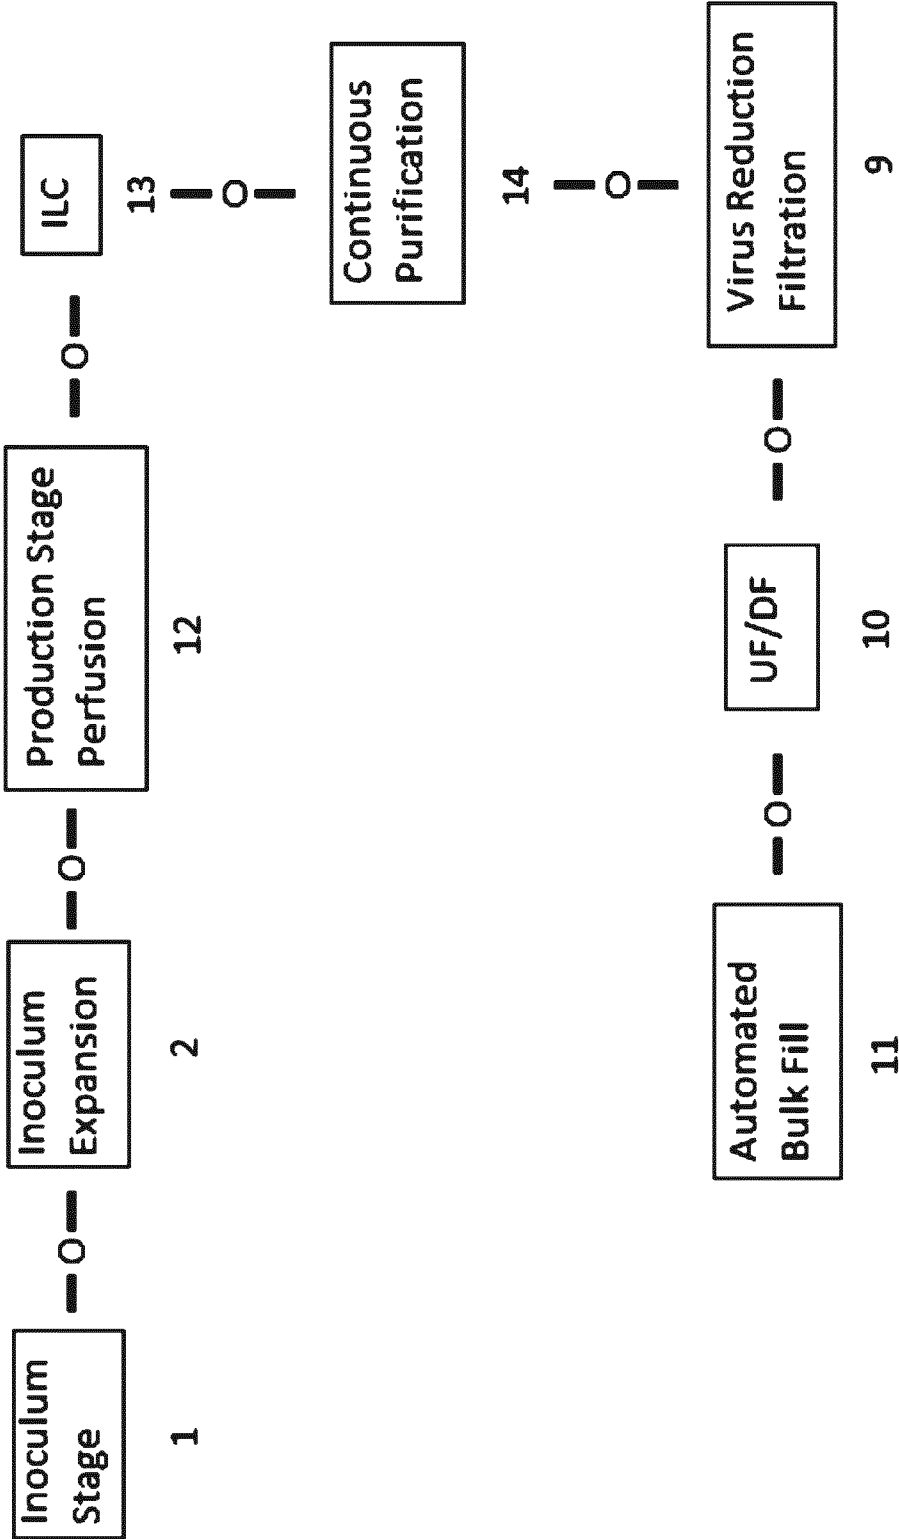 Inoculum
Stage
1
Inoculum
Expansion
2
Production Stage
Perfusion
12
ILC
13
Continuous
Purification
14
Virus Reduction
Filtration
9
UF/DF
10
Automated
Bulk Fill
11